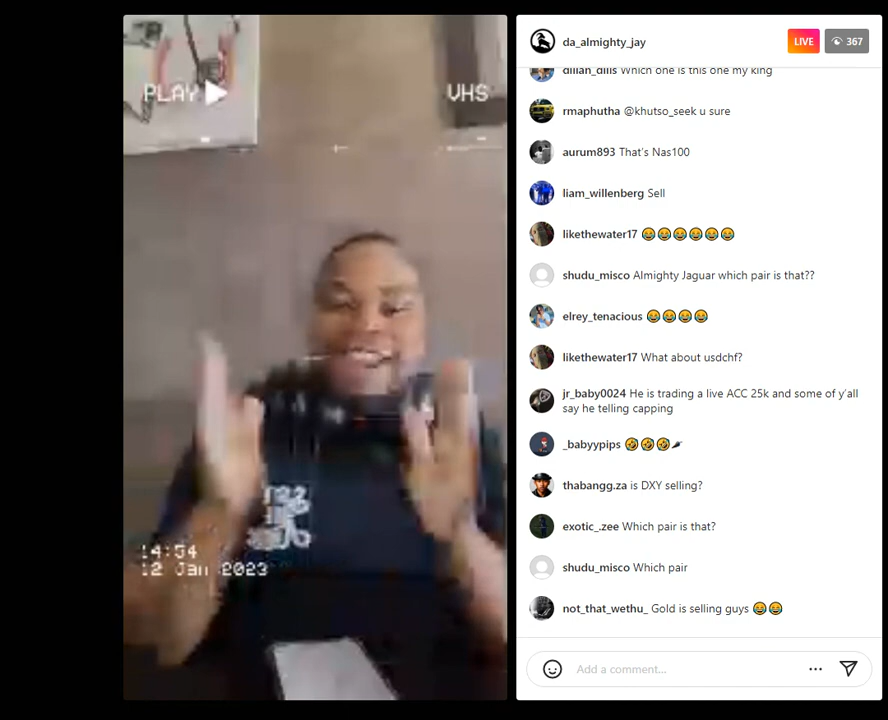 PLAY
VHS
14:54
12 Jan 2023
da_almighty_jay
LIVE
367
dillan_dills Which one is this one my king
rmaphutha @khutso_seek u sure
aurum893 That's Nas100
liam_willenberg Sell
likethewater17 😂😂😂😂😂😂
shudu_misco Almighty Jaguar which pair is that??
elrey_tenacious 😂😂😂😂
likethewater17 What about usdchf?
jr_baby0024 He is trading a live ACC 25k and some of y'all
say he telling capping
_babyypips 🤣🤣🤣🌶
thabangg.za is DXY selling?
exotic_.zee Which pair is that?
shudu_misco Which pair
not_that_wethu_ Gold is selling guys 😂😂
Add a comment...